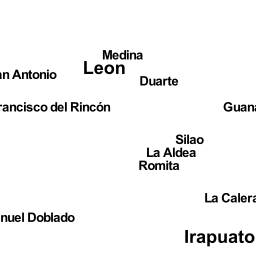 Medina
Leon
an Antonio
Duarte
rancisco del Rincón
Guana
Silao
La Aldea
Romita
La Calera
nuel Doblado
Irapuato